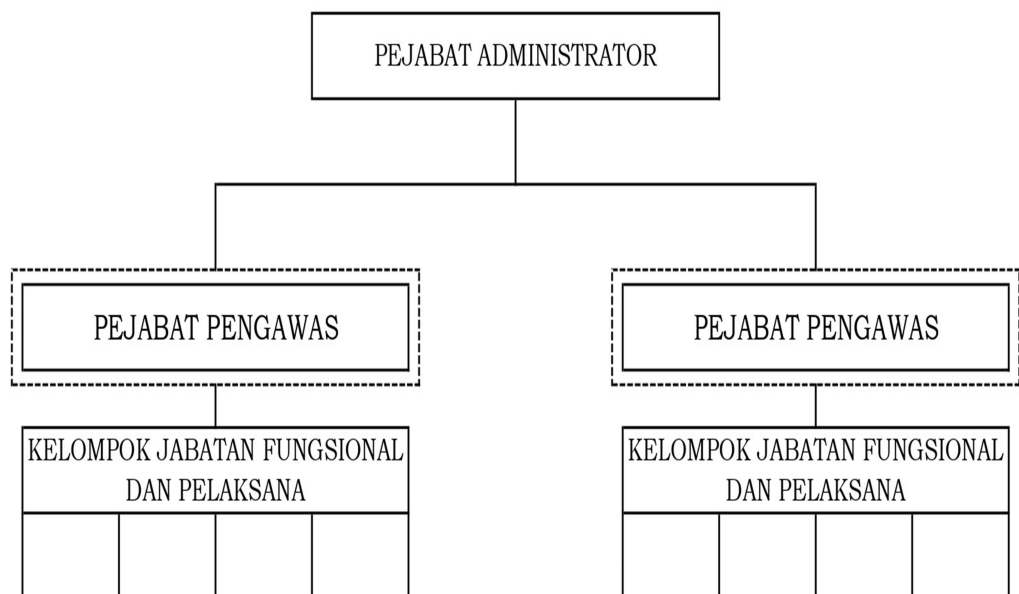 PEJABAT ADMINISTRATOR
PEJABAT PENGAWAS
PEJABAT PENGAWAS
KELOMPOK JABATAN FUNGSIONAL
DAN PELAKSANA
KELOMPOK JABATAN FUNGSIONAL
DAN PELAKSANA